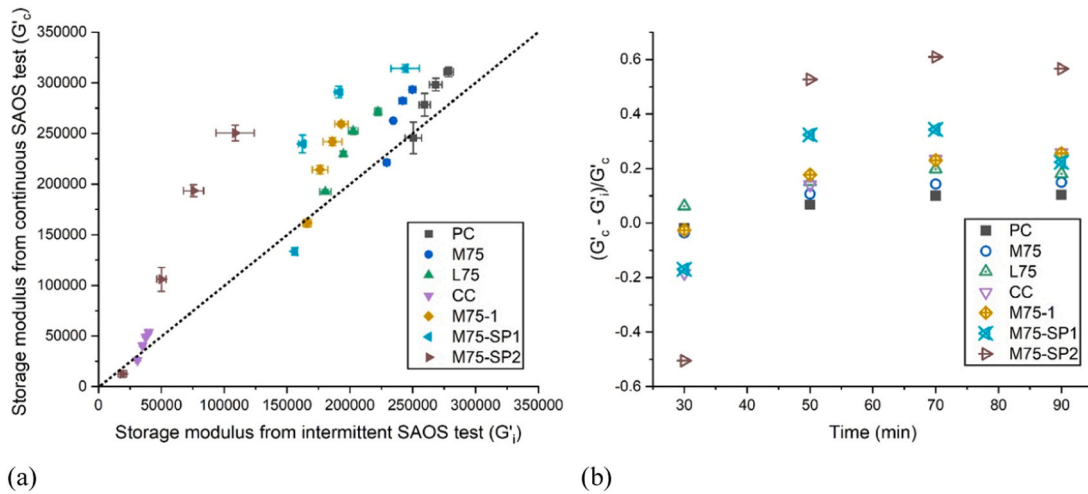 (a)
350000
300000
250000
200000
150000
100000
50000
0
Storage modulus from continuous SAOS test (G'c)
0 50000 100000 150000 200000 250000 300000 350000
Storage modulus from intermittent SAOS test (G'i)
PC
M75
L75
CC
M75-1
M75-SP1
M75-SP2
(a)
(b)
0.6
0.4
0.2
0.0
-0.2
-0.4
-0.6
(G'c - G'i)/G'c
30 40 50 60 70 80 90
Time (min)
PC
M75
L75
CC
M75-1
M75-SP1
M75-SP2
(b)